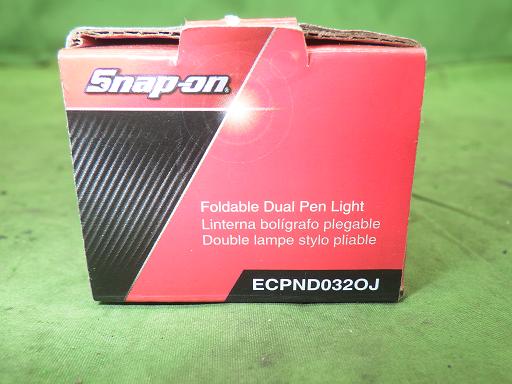 Snap-on®
Foldable Dual Pen Light
Linterna bolígrafo plegable
Double lampe stylo pliable
ECPND032OJ